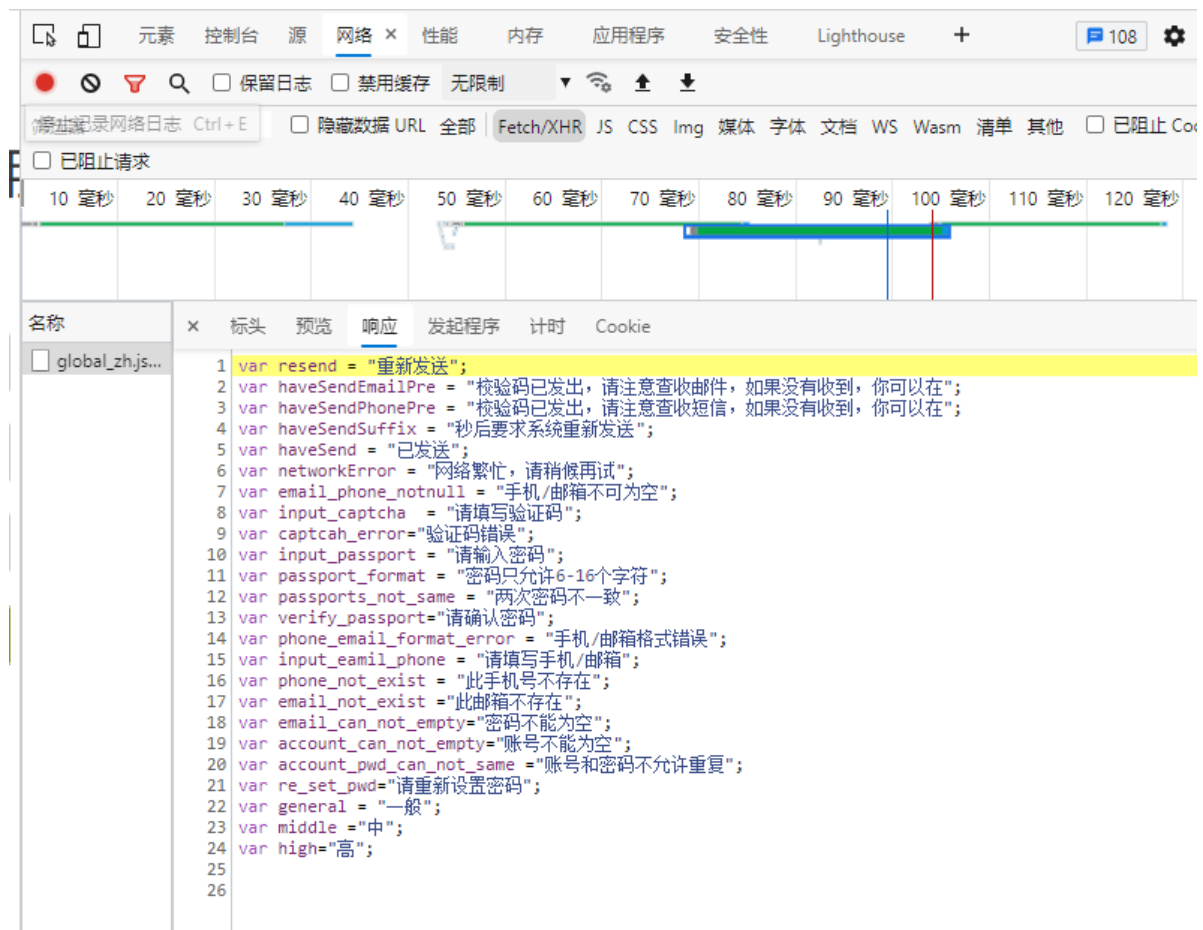 元素 控制台 源 网络 × 性能 内存 应用程序 安全性 Lighthouse + 108
保留日志 禁用缓存 无限制
停止记录网络日志 Ctrl+E 隐藏数据 URL 全部 Fetch/XHR JS CSS Img 媒体 字体 文档 WS Wasm 清单 其他 已阻止 Coo
已阻止请求
10 毫秒 20 毫秒 30 毫秒 40 毫秒 50 毫秒 60 毫秒 70 毫秒 80 毫秒 90 毫秒 100 毫秒 110 毫秒 120 毫秒
名称 × 标头 预览 响应 发起程序 计时 Cookie
global_zh.js...
1 var resend = "重新发送";
2 var haveSendEmailPre = "校验码已发出，请注意查收邮件，如果没有收到，你可以在";
3 var haveSendPhonePre = "校验码已发出，请注意查收短信，如果没有收到，你可以在";
4 var haveSendSuffix = "秒后要求系统重新发送";
5 var haveSend = "已发送";
6 var networkError = "网络繁忙，请稍候再试";
7 var email_phone_notnull = "手机/邮箱不可为空";
8 var input_captcha  = "请填写验证码";
9 var captcah_error="验证码错误";
10 var input_passport = "请输入密码";
11 var passport_format = "密码只允许6-16个字符";
12 var passports_not_same = "两次密码不一致";
13 var verify_passport="请确认密码";
14 var phone_email_format_error = "手机/邮箱格式错误";
15 var input_eamil_phone = "请填写手机/邮箱";
16 var phone_not_exist = "此手机号不存在";
17 var email_not_exist ="此邮箱不存在";
18 var email_can_not_empty="密码不能为空";
19 var account_can_not_empty="账号不能为空";
20 var account_pwd_can_not_same ="账号和密码不允许重复";
21 var re_set_pwd="请重新设置密码";
22 var general = "一般";
23 var middle ="中";
24 var high="高";
25
26